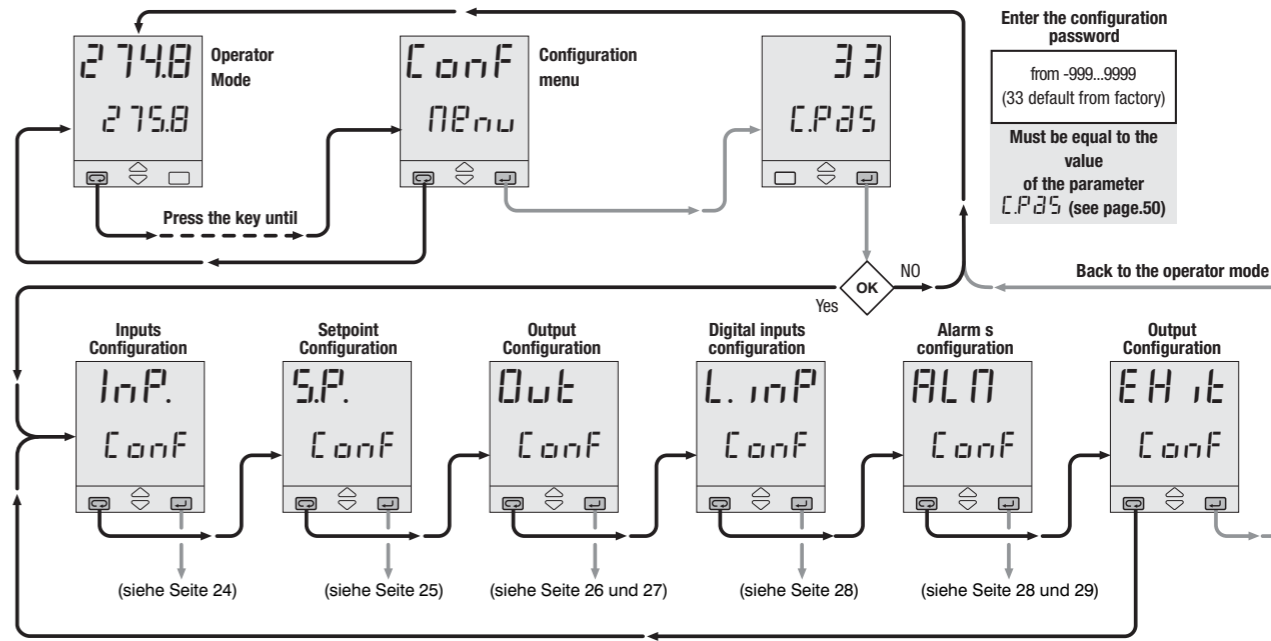 Enter the configuration
password
from -999...9999
(33 default from factory)
Must be equal to the
value
of the parameter
C.PAS (see page.50)
274.8
275.8
Operator
Mode
Conf
Menu
Configuration
menu
33
C.PAS
Press the key until
OK
NO
Yes
Back to the operator mode
Inputs
Configuration
InP.
Conf
(siehe Seite 24)
Setpoint
Configuration
S.P.
Conf
(siehe Seite 25)
Output
Configuration
Out
Conf
(siehe Seite 26 und 27)
Digital inputs
configuration
L. inP
Conf
(siehe Seite 28)
Alarm s
configuration
ALM
Conf
(siehe Seite 28 und 29)
Output
Configuration
EHit
Conf